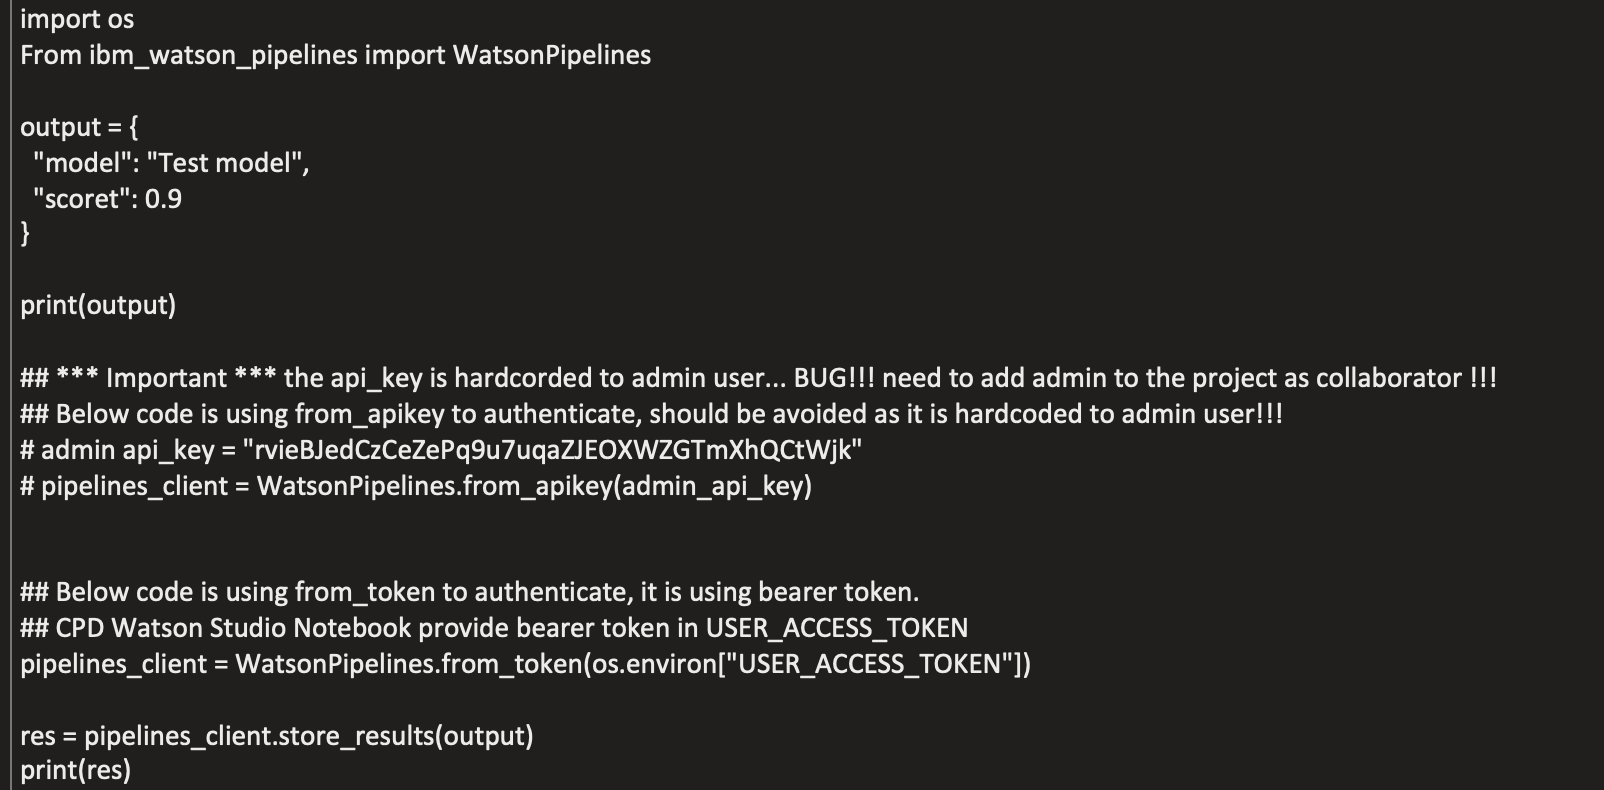 import os
From ibm_watson_pipelines import WatsonPipelines
output = {
"model": "Test model",
"scoret": 0.9
}
print(output)
## *** Important *** the api_key is hardcorded to admin user... BUG!!! need to add admin to the project as collaborator !!!
## Below code is using from_apikey to authenticate, should be avoided as it is hardcoded to admin user!!!
# admin api_key = "rvieBJedCzCeZePq9u7uqaZJEOXWZGTmXhQCtWjk"
# pipelines_client = WatsonPipelines.from_apikey(admin_api_key)
## Below code is using from_token to authenticate, it is using bearer token.
## CPD Watson Studio Notebook provide bearer token in USER_ACCESS_TOKEN
pipelines_client = WatsonPipelines.from_token(os.environ["USER_ACCESS_TOKEN"])
res = pipelines_client.store_results(output)
print(res)